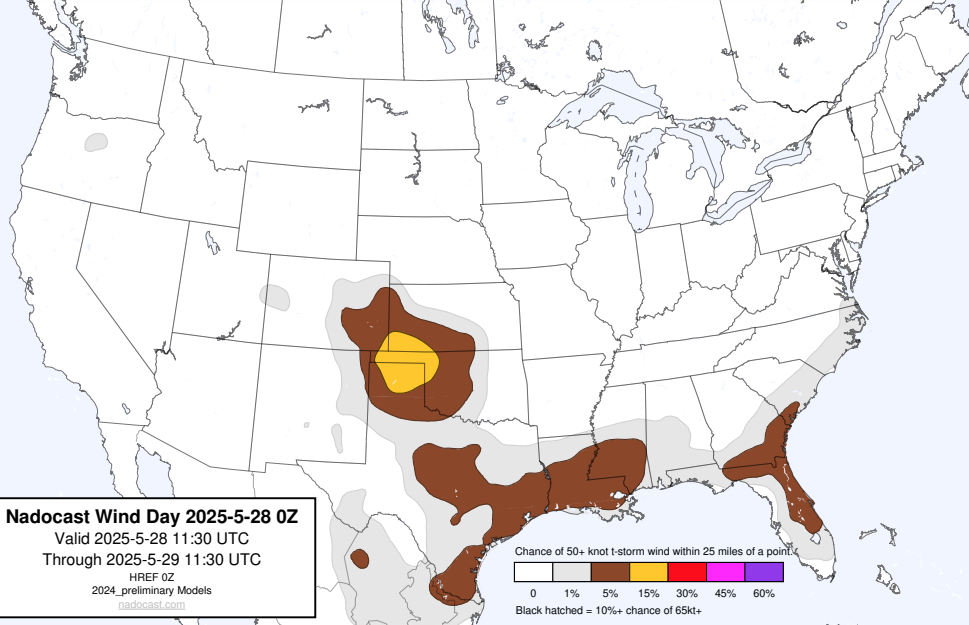 Nadocast Wind Day 2025-5-28 0Z
Valid 2025-5-28 11:30 UTC
Through 2025-5-29 11:30 UTC
HREF 0Z
2024_preliminary Models
nadocast.com
Chance of 50+ knot t-storm wind within 25 miles of a point.
0 1% 5% 15% 30% 45% 60%
Black hatched = 10%+ chance of 65kt+